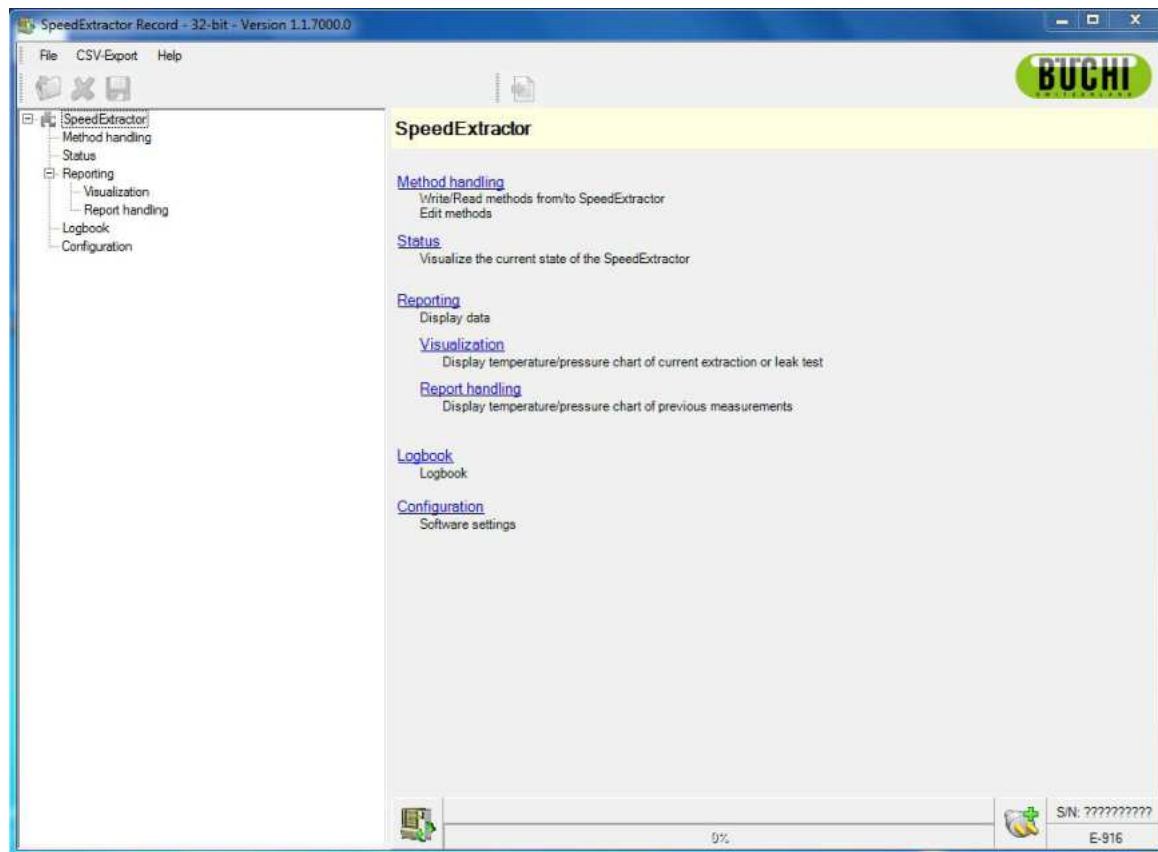 SpeedExtractor Record - 32-bit - Version 1.1.7000.0
File CSV-Export Help
BÜCHI
SWITZERLAND
SpeedExtractor
Method handling
Status
Reporting
Visualization
Report handling
Logbook
Configuration
SpeedExtractor
Method handling
Write/Read methods from/to SpeedExtractor
Edit methods
Status
Visualize the current state of the SpeedExtractor
Reporting
Display data
Visualization
Display temperature/pressure chart of current extraction or leak test
Report handling
Display temperature/pressure chart of previous measurements
Logbook
Logbook
Configuration
Software settings
S/N: ??????????
0%
E-916